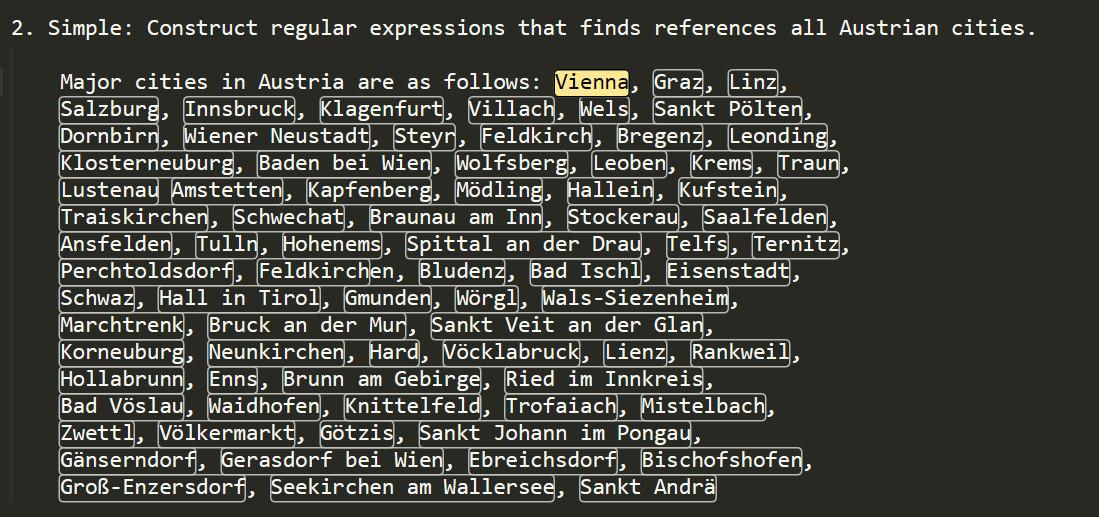 2. Simple: Construct regular expressions that finds references all Austrian cities.
Major cities in Austria are as follows: Vienna, Graz, Linz,
Salzburg, Innsbruck, Klagenfurt, Villach, Wels, Sankt Pölten,
Dornbirn, Wiener Neustadt, Steyr, Feldkirch, Bregenz, Leonding,
Klosterneuburg, Baden bei Wien, Wolfsberg, Leoben, Krems, Traun,
Lustenau Amstetten, Kapfenberg, Mödling, Hallein, Kufstein,
Traiskirchen, Schwechat, Braunau am Inn, Stockerau, Saalfelden,
Ansfelden, Tulln, Hohenems, Spittal an der Drau, Telfs, Ternitz,
Perchtoldsdorf, Feldkirchen, Bludenz, Bad Ischl, Eisenstadt,
Schwaz, Hall in Tirol, Gmunden, Wörgl, Wals-Siezenheim,
Marchtrenk, Bruck an der Mur, Sankt Veit an der Glan,
Korneuburg, Neunkirchen, Hard, Vöcklabruck, Lienz, Rankweil,
Hollabrunn, Enns, Brunn am Gebirge, Ried im Innkreis,
Bad Vöslau, Waidhofen, Knittelfeld, Trofaiach, Mistelbach,
Zwettl, Völkermarkt, Götzis, Sankt Johann im Pongau,
Gänserndorf, Gerasdorf bei Wien, Ebreichsdorf, Bischofshofen,
Groß-Enzersdorf, Seekirchen am Wallersee, Sankt Andrä